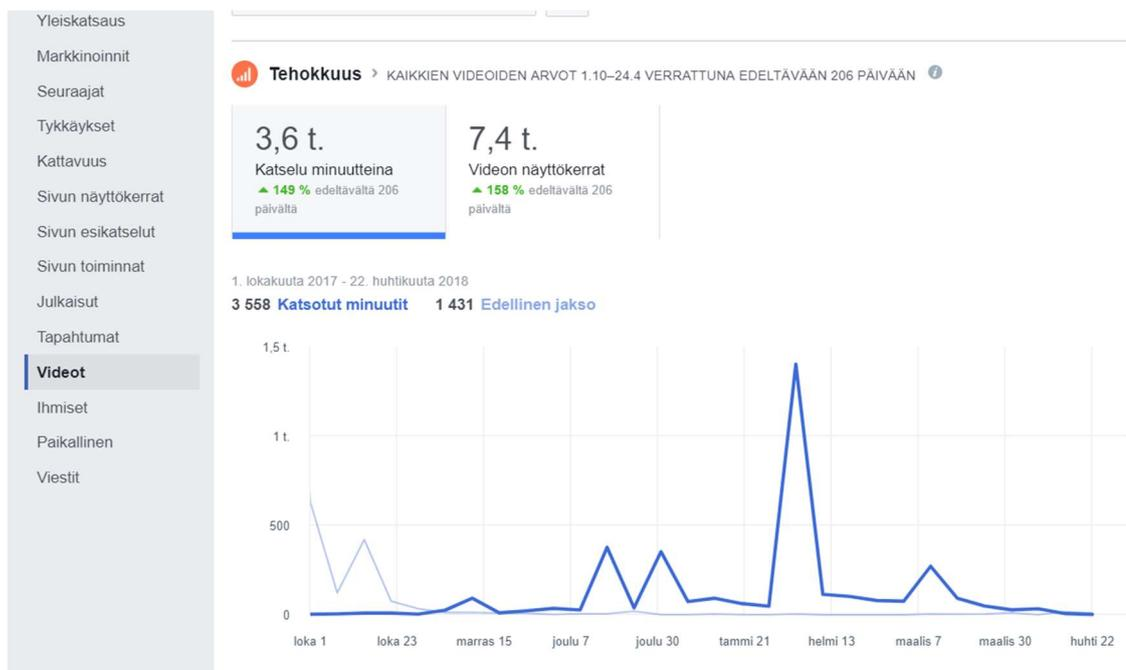 Yleiskatsaus
Markkinoinnit
Seuraajat
Tykkäykset
Kattavuus
Sivun näyttökerrat
Sivun esikatselut
Sivun toiminnat
Julkaisut
Tapahtumat
Videot
Ihmiset
Paikallinen
Viestit
Tehokkuus › KAIKKIEN VIDEOIDEN ARVOT 1.10–24.4 VERRATTUNA EDELTÄVÄÄN 206 PÄIVÄÄN i
3,6 t.
Katselu minuutteina
149 % edeltävältä 206
päivältä
7,4 t.
Videon näyttökerrat
158 % edeltävältä 206
päivältä
1. lokakuuta 2017 - 22. huhtikuuta 2018
3 558 Katsotut minuutit 1 431 Edellinen jakso
1,5 t.
1 t.
500
0
loka 1 loka 23 marras 15 joulu 7 joulu 30 tammi 21 helmi 13 maalis 7 maalis 30 huhti 22